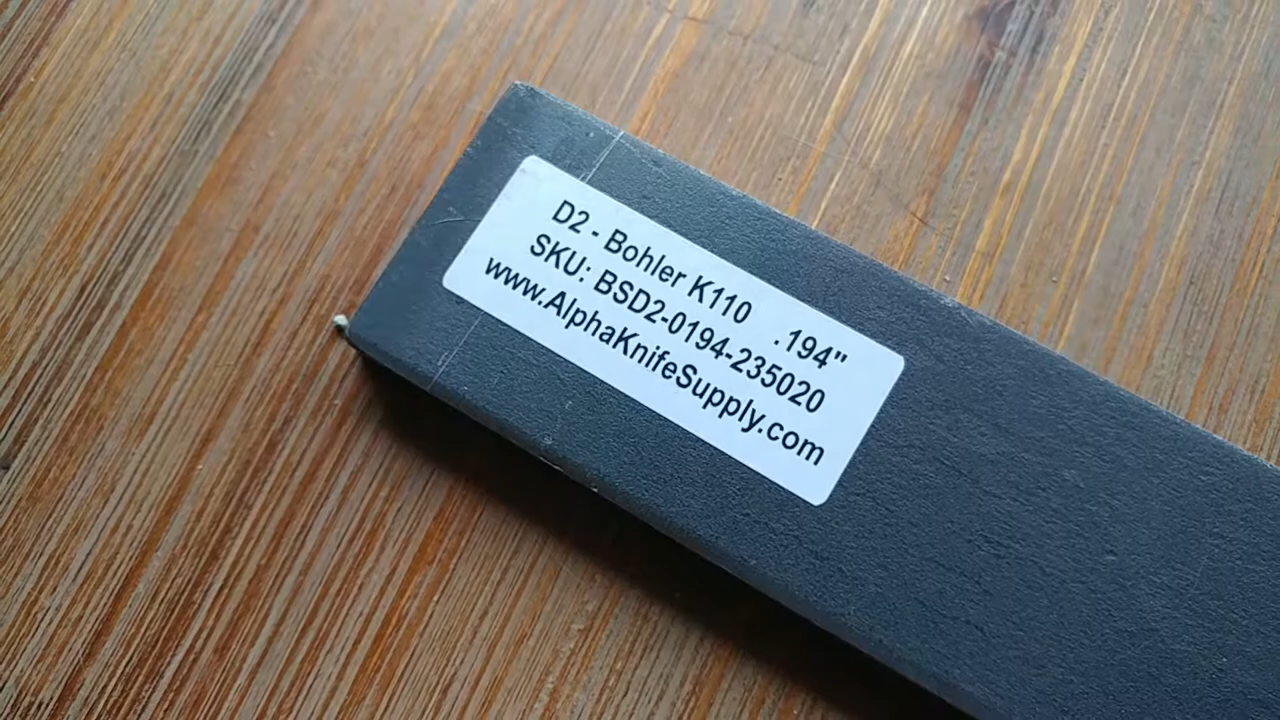 D2 - Bohler K110 .194"
SKU: BSD2-0194-235020
www.AlphaKnifeSupply.com